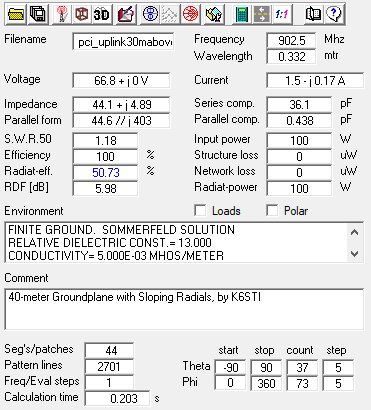 3D 1:1 ?
Filename pci_uplink30mabov Frequency 902.5 Mhz
Wavelength 0.332 mtr
Voltage 66.8 + j 0 V Current 1.5 - j 0.17 A
Impedance 44.1 + j 4.89 Series comp. 36.1 pF
Parallel form 44.6 // j 403 Parallel comp. 0.438 pF
S.W.R.50 1.18 Input power 100 W
Efficiency 100 % Structure loss 0 uW
Radiat-eff. 50.73 % Network loss 0 uW
RDF [dB] 5.98 Radiat-power 100 W
Environment Loads Polar
FINITE GROUND. SOMMERFELD SOLUTION
RELATIVE DIELECTRIC CONST.= 13.000
CONDUCTIVITY= 5.000E-03 MHOS/METER
Comment
40-meter Groundplane with Sloping Radials, by K6STI
Seg's/patches 44 start stop count step
Pattern lines 2701 Theta -90 90 37 5
Freq/Eval steps 1 Phi 0 360 73 5
Calculation time 0.203 s